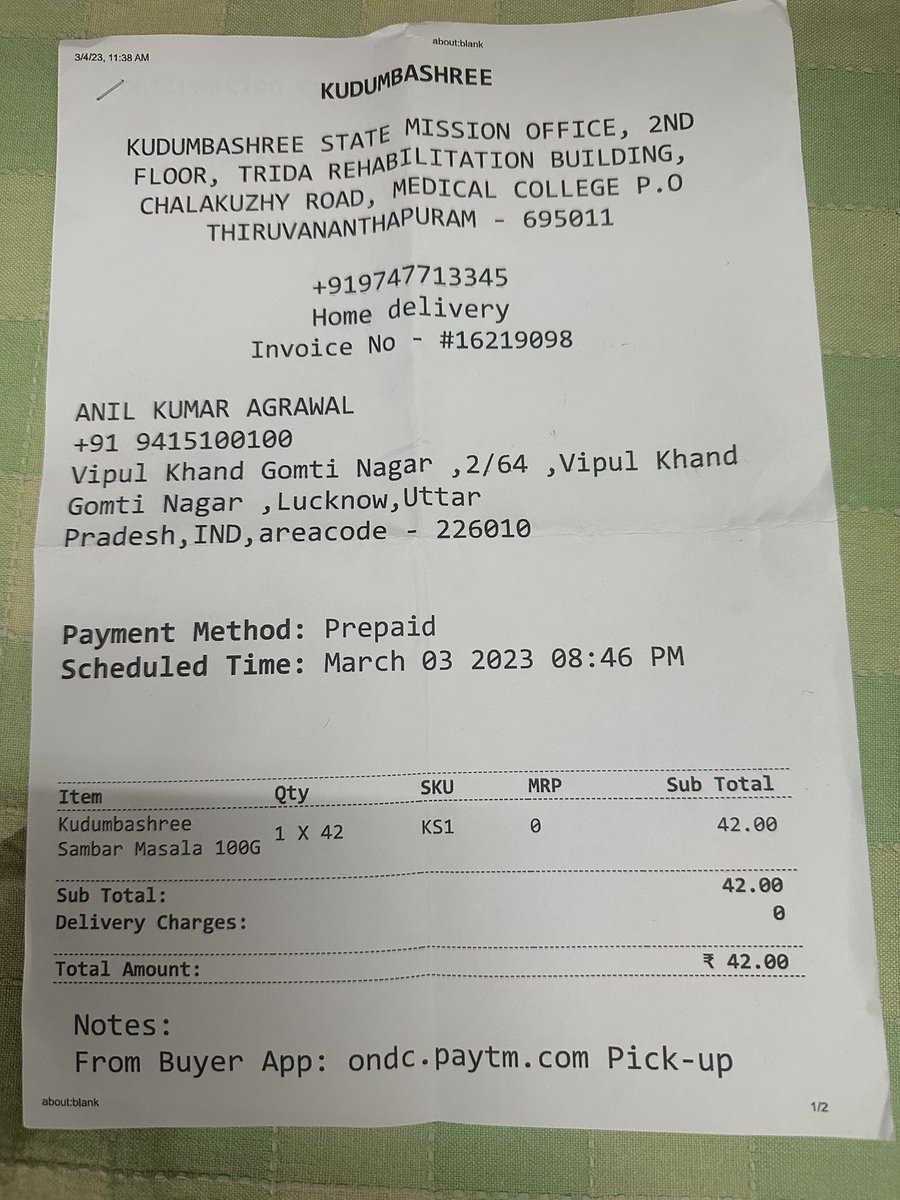 3/4/23, 11:38 AM
about:blank
KUDUMBASHREE
KUDUMBASHREE STATE MISSION OFFICE, 2ND
FLOOR, TRIDA REHABILITATION BUILDING,
CHALAKUZHY ROAD, MEDICAL COLLEGE P.O
THIRUVANANTHAPURAM - 695011
+919747713345
Home delivery
Invoice No - #16219098
ANIL KUMAR AGRAWAL
+91 9415100100
Vipul Khand Gomti Nagar ,2/64 ,Vipul Khand
Gomti Nagar ,Lucknow,Uttar
Pradesh,IND,areacode - 226010
Payment Method: Prepaid
Scheduled Time: March 03 2023 08:46 PM
Item Qty SKU MRP Sub Total
Kudumbashree
Sambar Masala 100G 1 X 42 KS1 0 42.00
Sub Total: 42.00
Delivery Charges: 0
Total Amount: ₹ 42.00
Notes:
From Buyer App: ondc.paytm.com Pick-up
about:blank
1/2